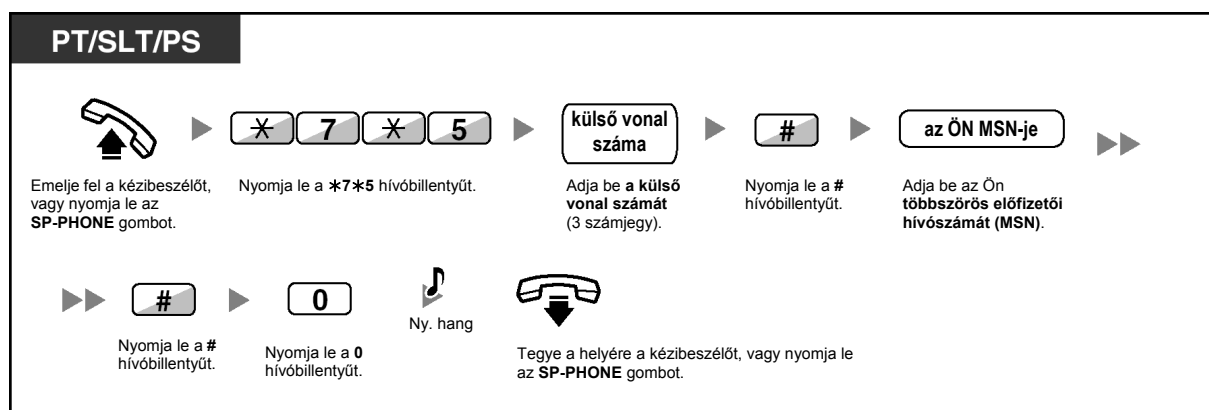 PT/SLT/PS
✳ 7 ✳ 5
külső vonal
száma
#
az ÖN MSN-je
Emelje fel a kézibeszélőt,
vagy nyomja le az
SP-PHONE gombot.
Nyomja le a ✳7✳5 hívóbillentyűt.
Adja be a külső
vonal számát
(3 számjegy).
Nyomja le a #
hívóbillentyűt.
Adja be az Ön
többszörös előfizetői
hívószámát (MSN).
#
0
Ny. hang
Nyomja le a #
hívóbillentyűt.
Nyomja le a 0
hívóbillentyűt.
Tegye a helyére a kézibeszélőt, vagy nyomja le
az SP-PHONE gombot.